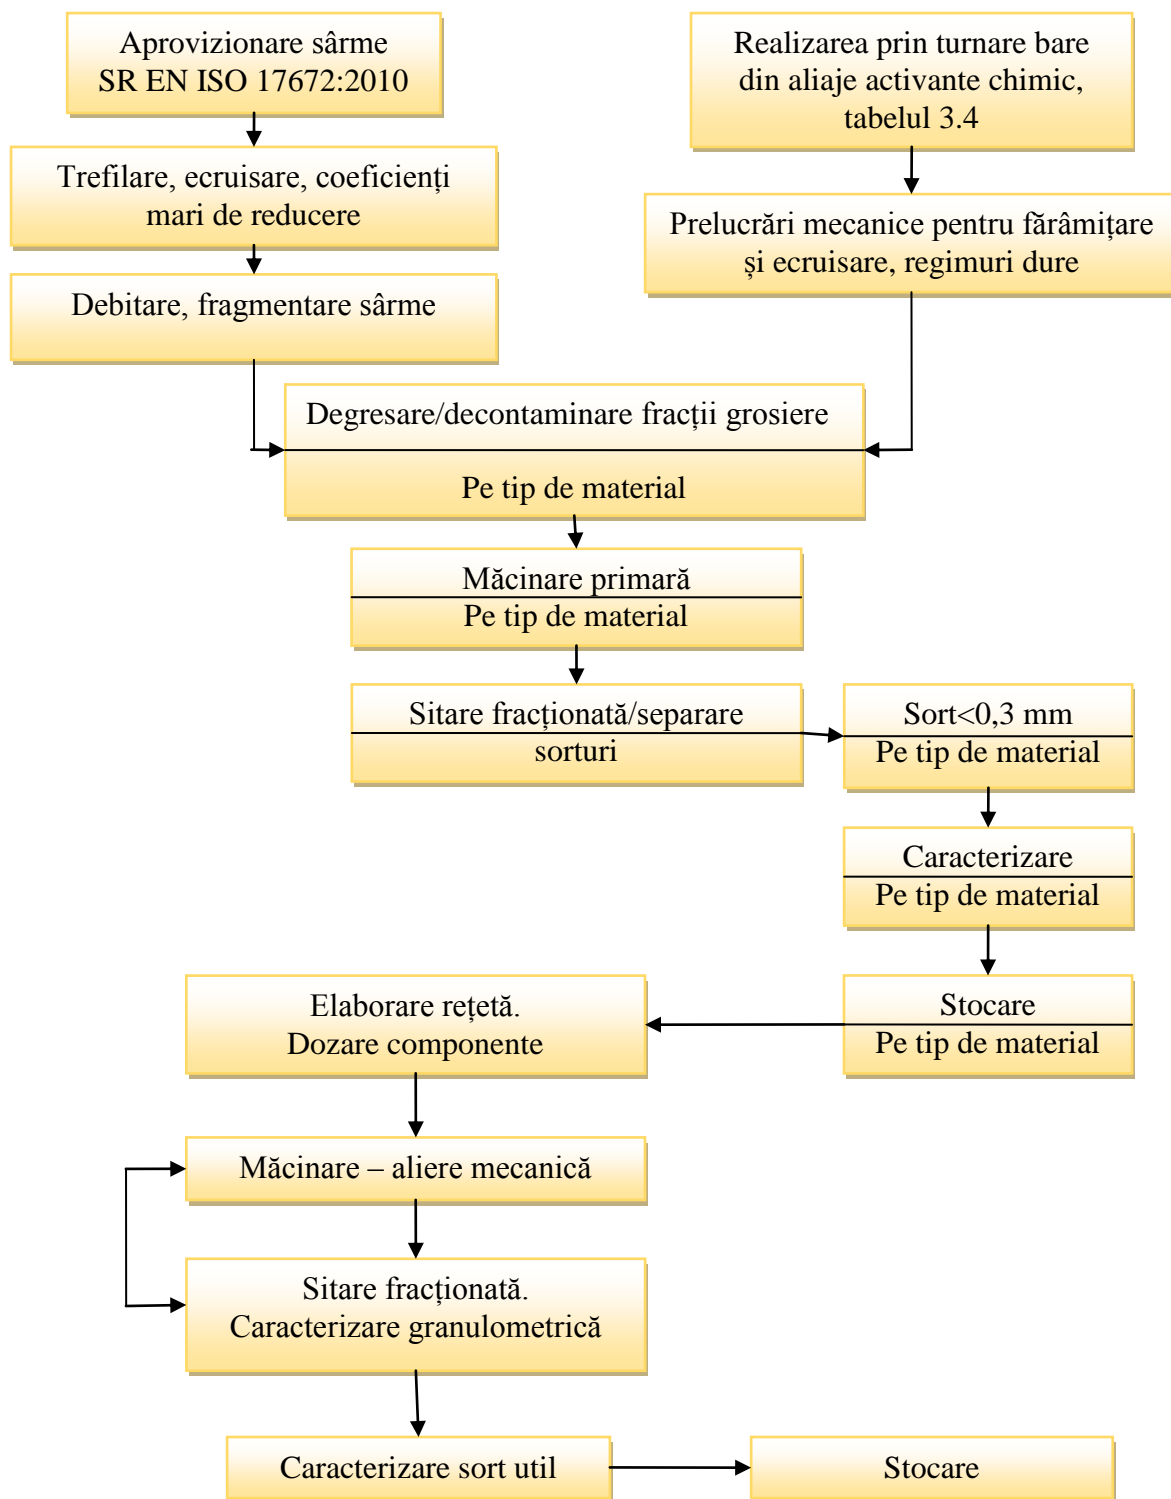 Aprovizionare sârme
SR EN ISO 17672:2010
Realizarea prin turnare bare
din aliaje activante chimic,
tabelul 3.4
Trefilare, ecruisare, coeficienți
mari de reducere
Prelucrări mecanice pentru fărâmițare
și ecruisare, regimuri dure
Debitare, fragmentare sârme
Degresare/decontaminare fracții grosiere
Pe tip de material
Măcinare primară
Pe tip de material
Sitare fracționată/separare
sorturi
Sort<0,3 mm
Pe tip de material
Caracterizare
Pe tip de material
Stocare
Pe tip de material
Elaborare rețetă.
Dozare componente
Măcinare – aliere mecanică
Sitare fracționată.
Caracterizare granulometrică
Caracterizare sort util
Stocare